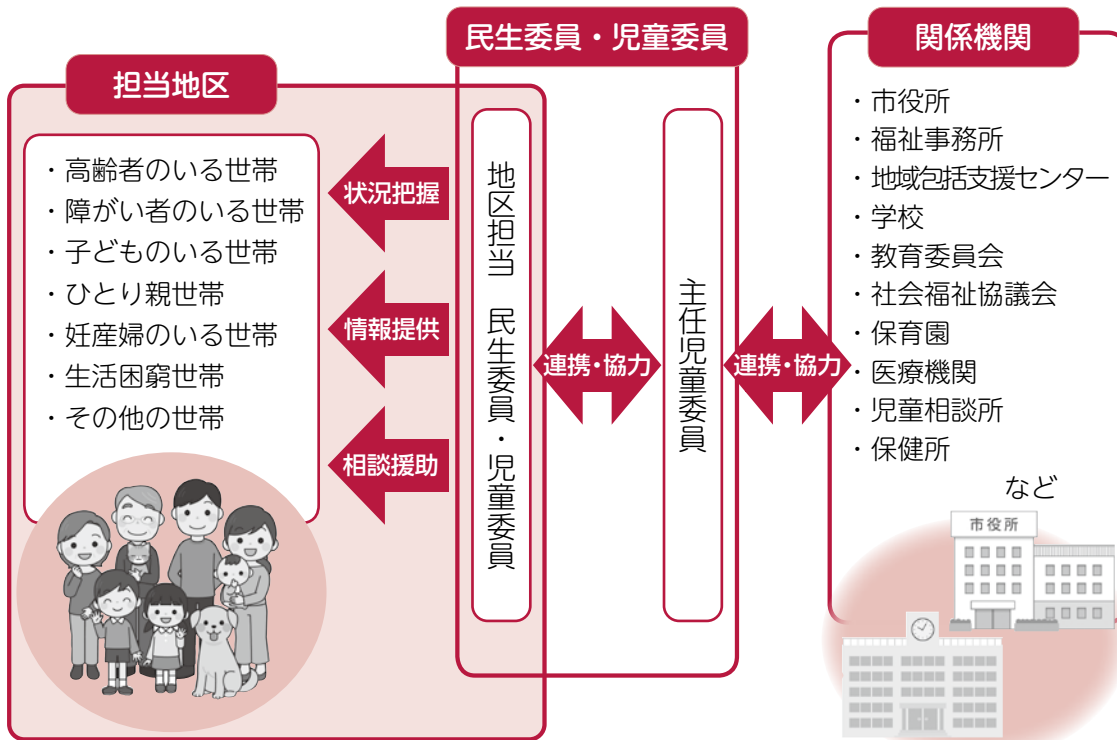 担当地区
・高齢者のいる世帯
・障がい者のいる世帯
・子どものいる世帯
・ひとり親世帯
・妊産婦のいる世帯
・生活困窮世帯
・その他の世帯
状況把握
情報提供
相談援助
民生委員・児童委員
地区担当　民生委員・児童委員
連携・協力
主任児童委員
連携・協力
関係機関
・市役所
・福祉事務所
・地域包括支援センター
・学校
・教育委員会
・社会福祉協議会
・保育園
・医療機関
・児童相談所
・保健所
など
市役所